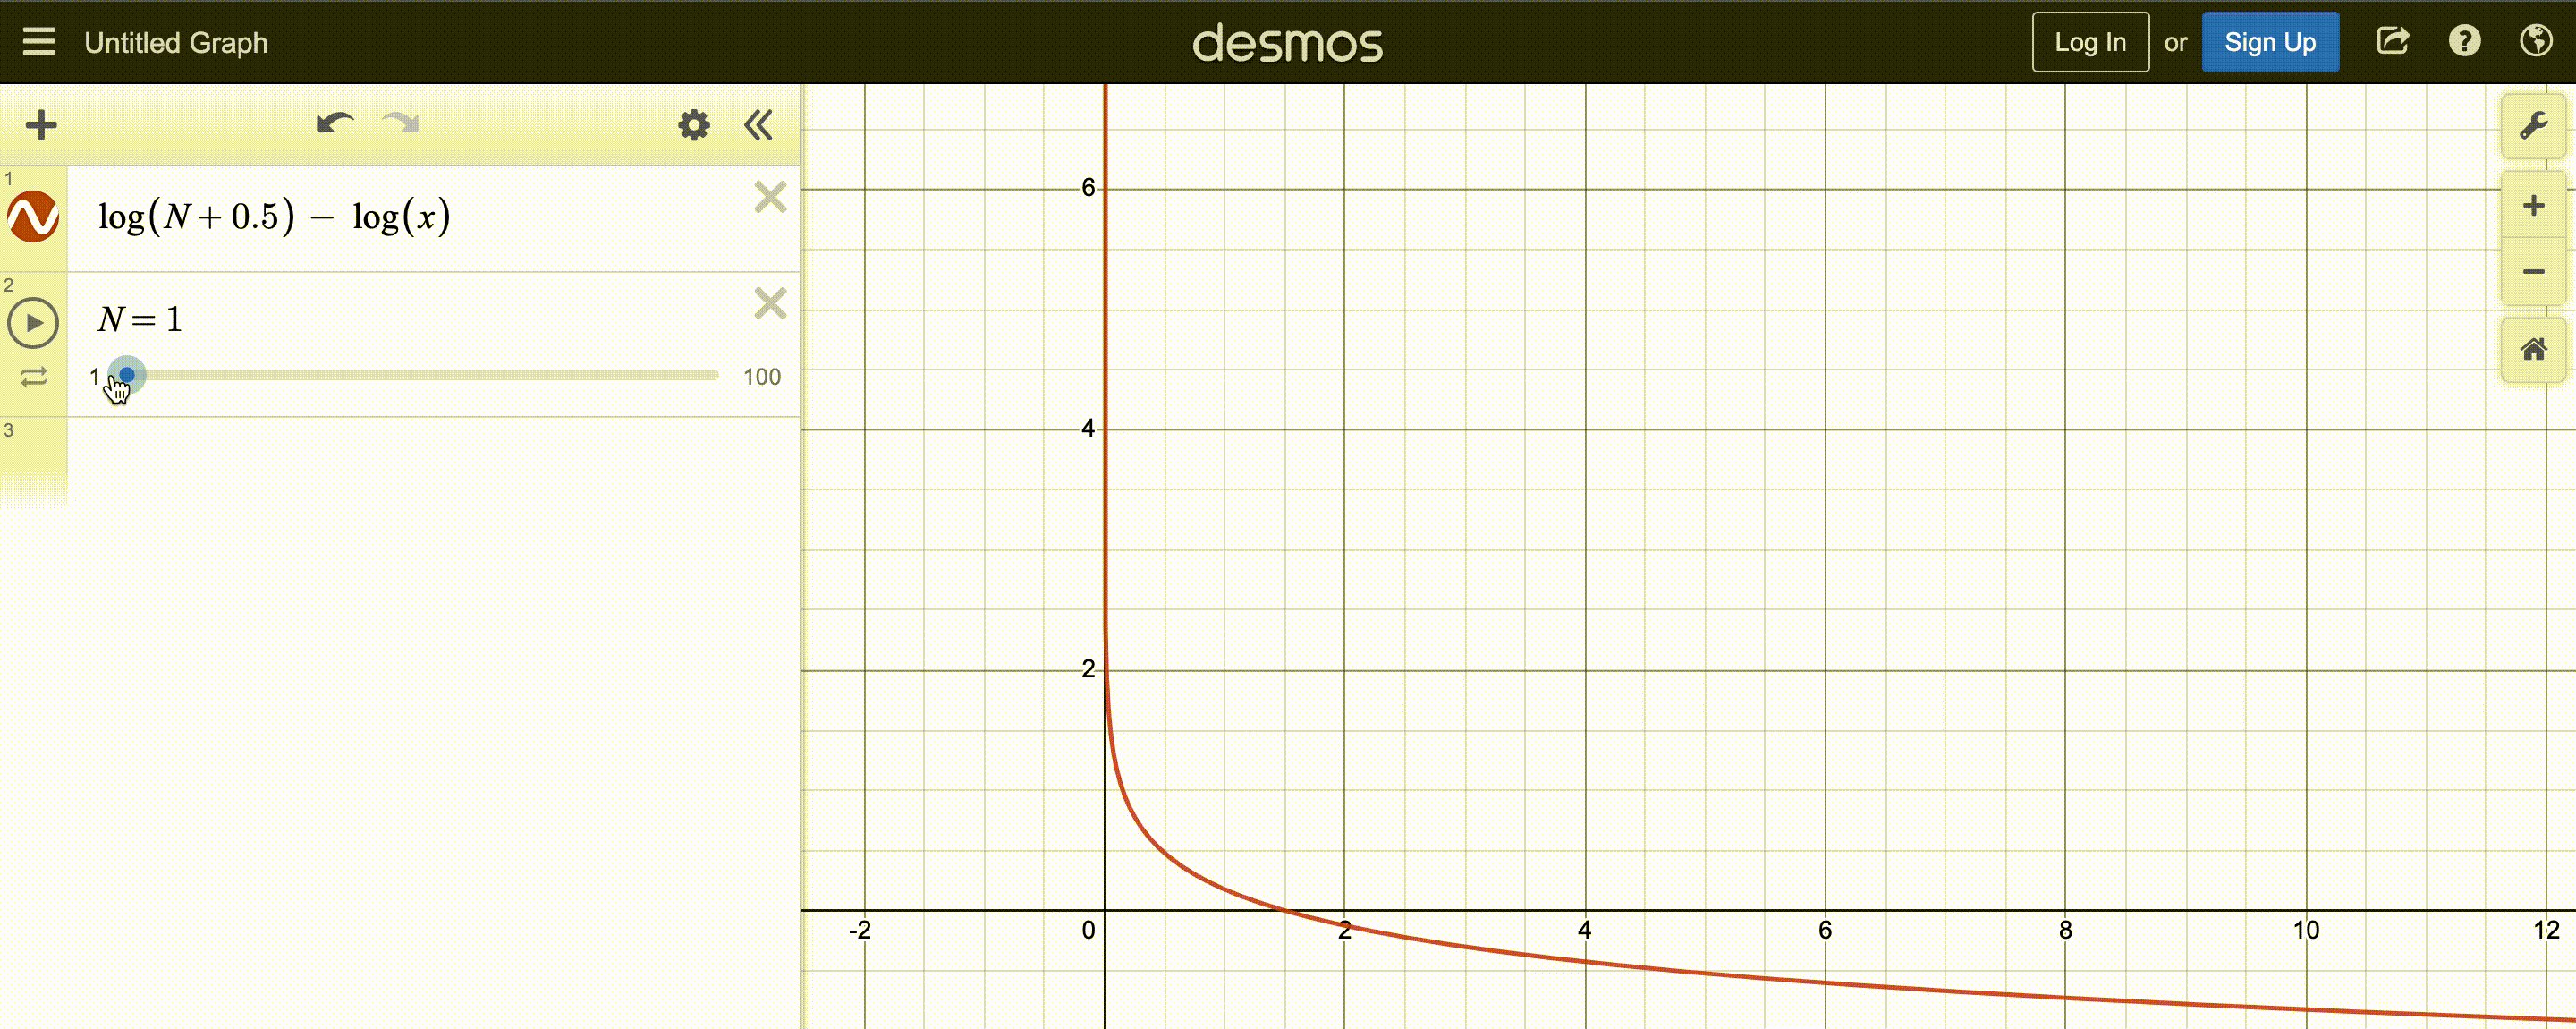 Untitled Graph
desmos
Log In or Sign Up
1
log(N + 0.5) − log(x)
2
N = 1
1
100
3
6
4
2
-2 0 2 4 6 8 10 12